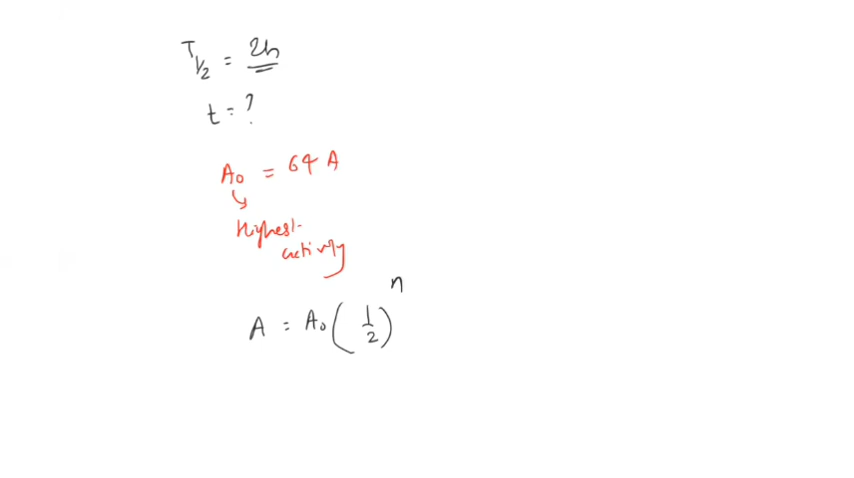 T₁/₂ = 2h
t = ?
A₀ = 64 A
Highest
activity
A = A₀(1/2)ⁿ